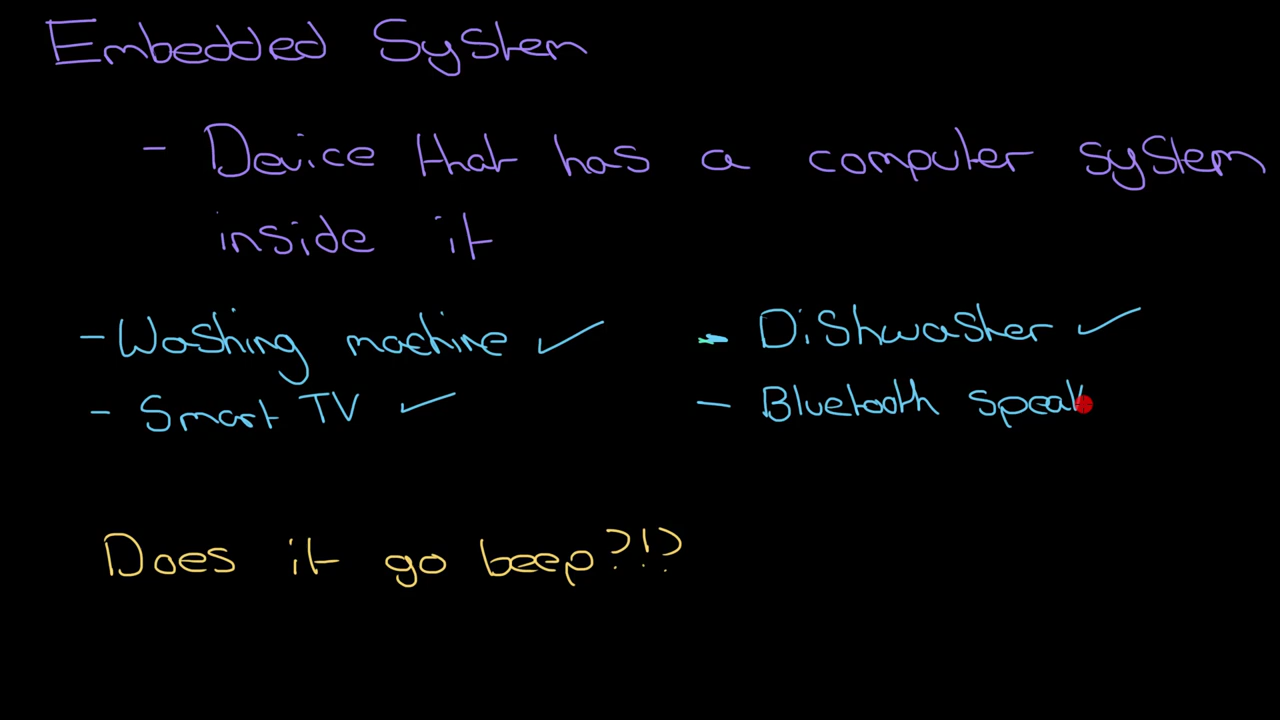 Embedded System
- Device that has a computer system
inside it
- Washing machine ✓
- Dishwasher ✓
- Smart TV ✓
- Bluetooth speak
Does it go beep?!?